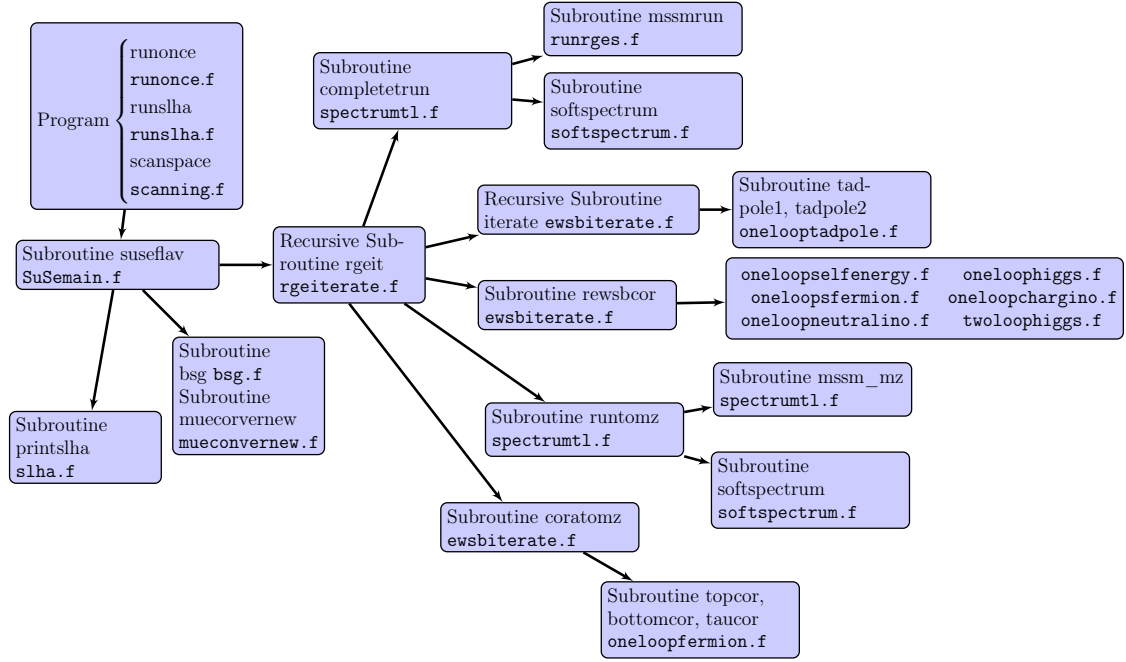 Program
runonce
runonce.f
runslha
runslha.f
scanspace
scanning.f
Subroutine suseflav
SuSemain.f
Subroutine
printslha
slha.f
Subroutine
bsg bsg.f
Subroutine
muecorvernew
mueconvernew.f
Recursive Sub-
routine rgeit
rgeiterate.f
Subroutine
completetrun
spectrumtl.f
Subroutine mssmrun
runrges.f
Subroutine
softspectrum
softspectrum.f
Recursive Subroutine
iterate ewsbiterate.f
Subroutine tad-
pole1, tadpole2
onelooptadpole.f
Subroutine rewsbcor
ewsbiterate.f
oneloopselfenergy.f oneloophiggs.f
oneloopsfermion.f oneloopchargino.f
oneloopneutralino.f twoloophiggs.f
Subroutine runtomz
spectrumtl.f
Subroutine mssm_mz
spectrumtl.f
Subroutine
softspectrum
softspectrum.f
Subroutine coratomz
ewsbiterate.f
Subroutine topcor,
bottomcor, taucor
oneloopfermion.f